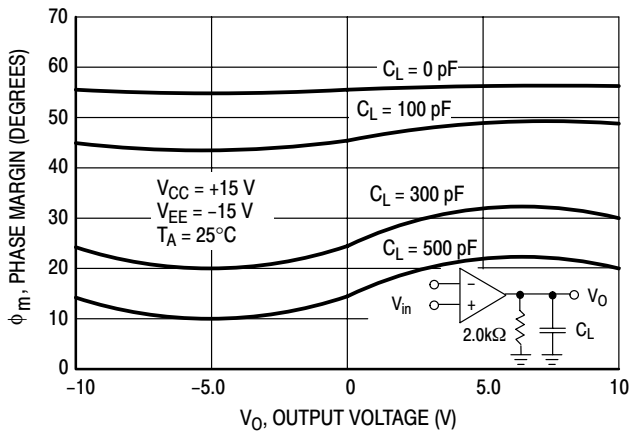 70
60
50
40
30
20
10
0
ϕm, PHASE MARGIN (DEGREES)
CL = 0 pF
CL = 100 pF
VCC = +15 V
VEE = −15 V
TA = 25°C
CL = 300 pF
CL = 500 pF
Vin
−
+
2.0kΩ
CL
VO
−10
−5.0
0
5.0
10
VO, OUTPUT VOLTAGE (V)